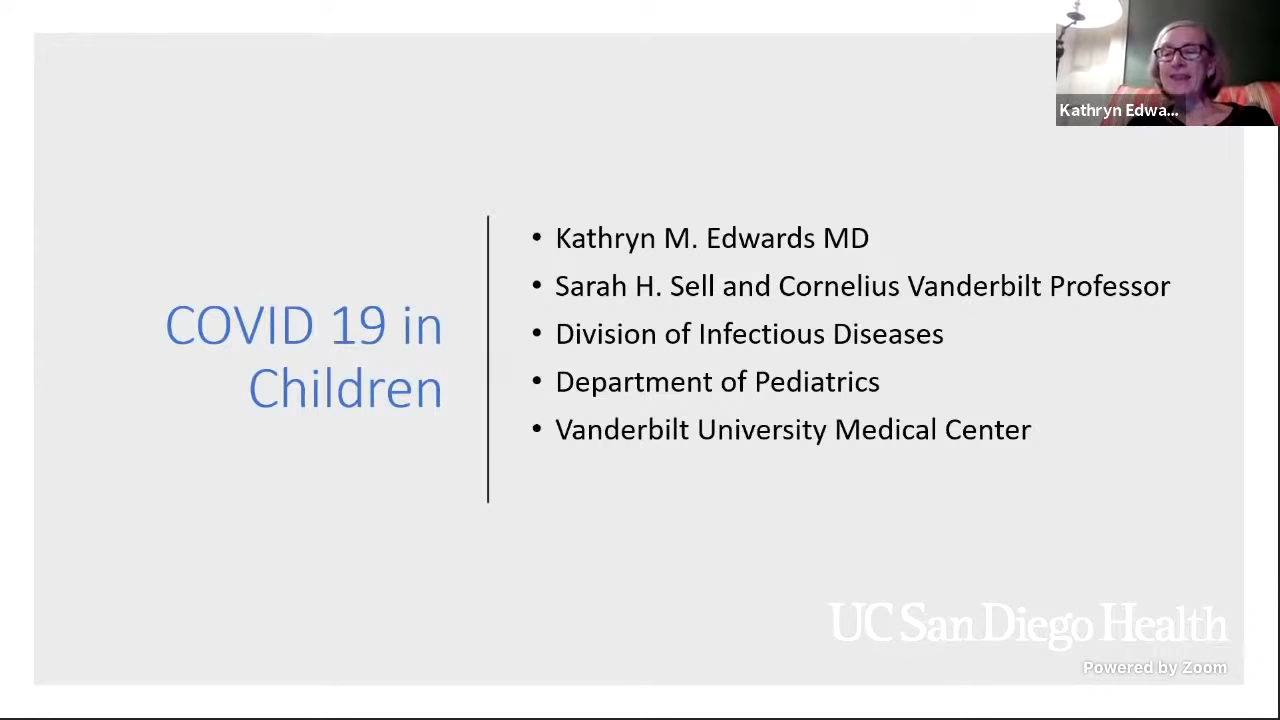 Kathryn Edwa...
COVID 19 in
Children
• Kathryn M. Edwards MD
• Sarah H. Sell and Cornelius Vanderbilt Professor
• Division of Infectious Diseases
• Department of Pediatrics
• Vanderbilt University Medical Center
UC San Diego Health
Powered by Zoom